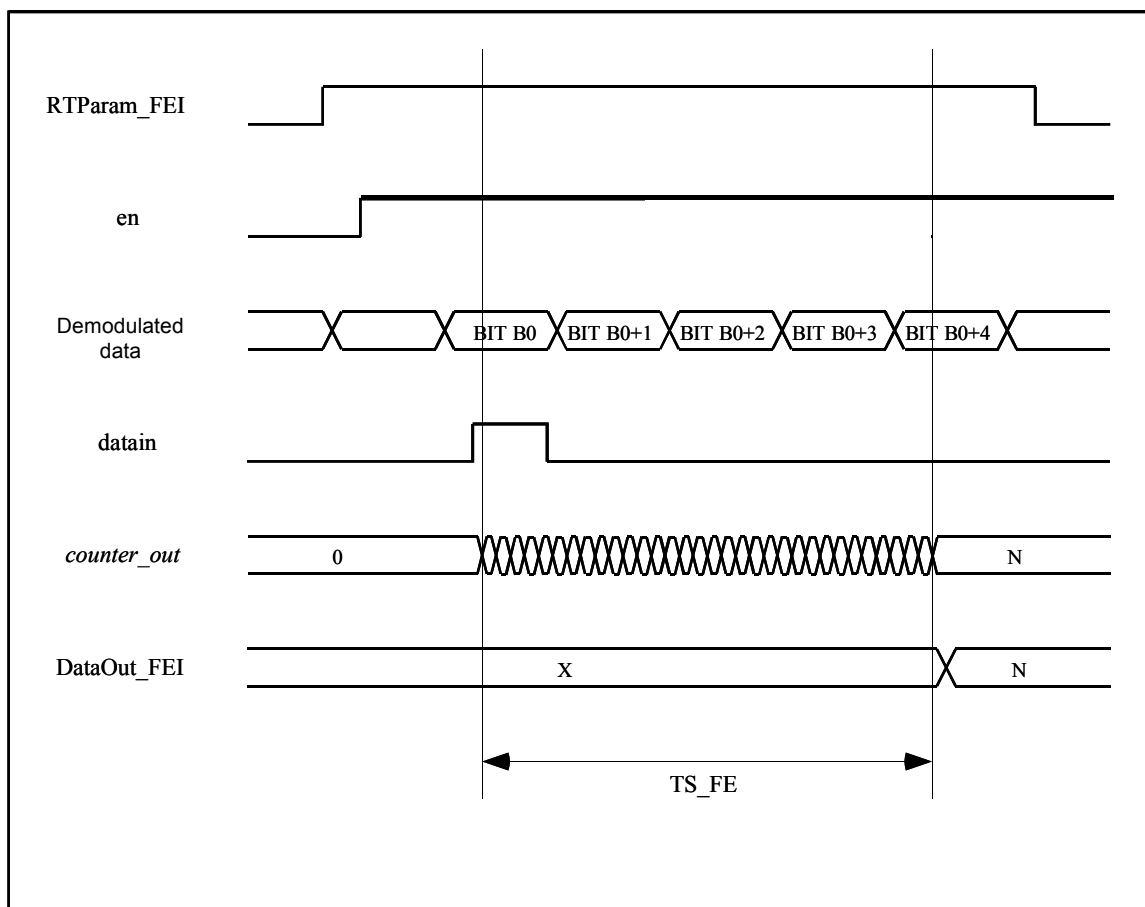 RTParam_FEI
en
Demodulated
data
BIT B0 BIT B0+1 BIT B0+2 BIT B0+3 BIT B0+4
datain
counter_out
0 N
DataOut_FEI
X N
TS_FE